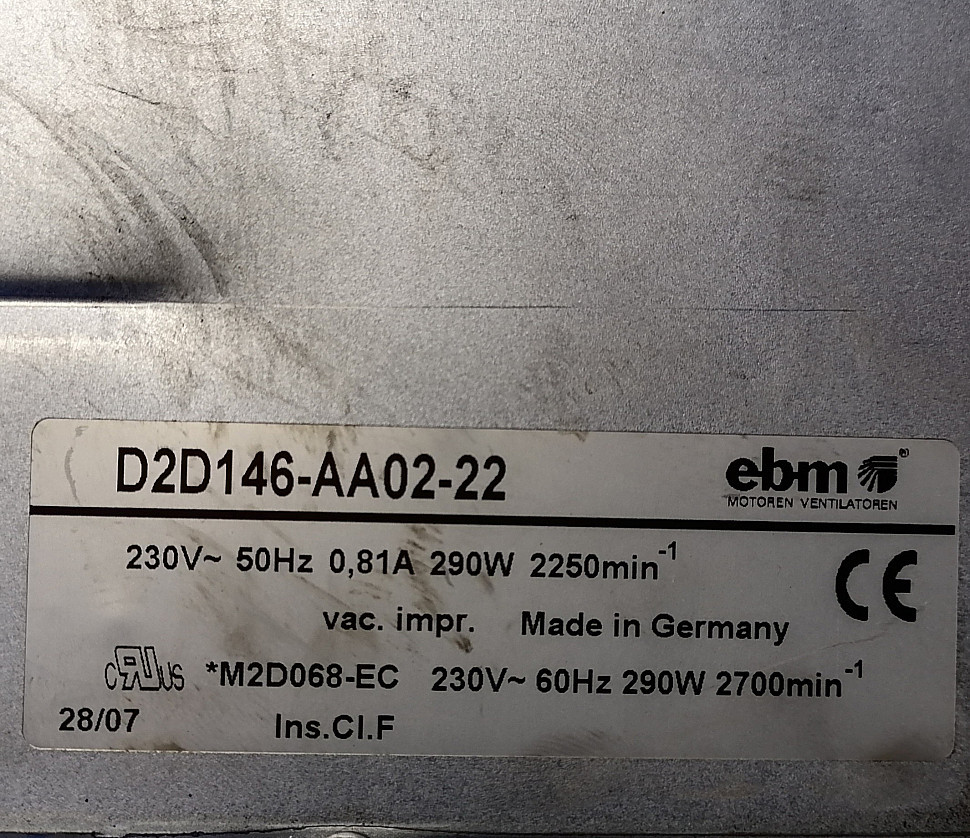 D2D146-AA02-22
ebm®
MOTOREN VENTILATOREN
230V~ 50Hz 0,81A 290W 2250min-1
CE
vac. impr. Made in Germany
cRUus *M2D068-EC 230V~ 60Hz 290W 2700min-1
28/07 Ins.Cl.F